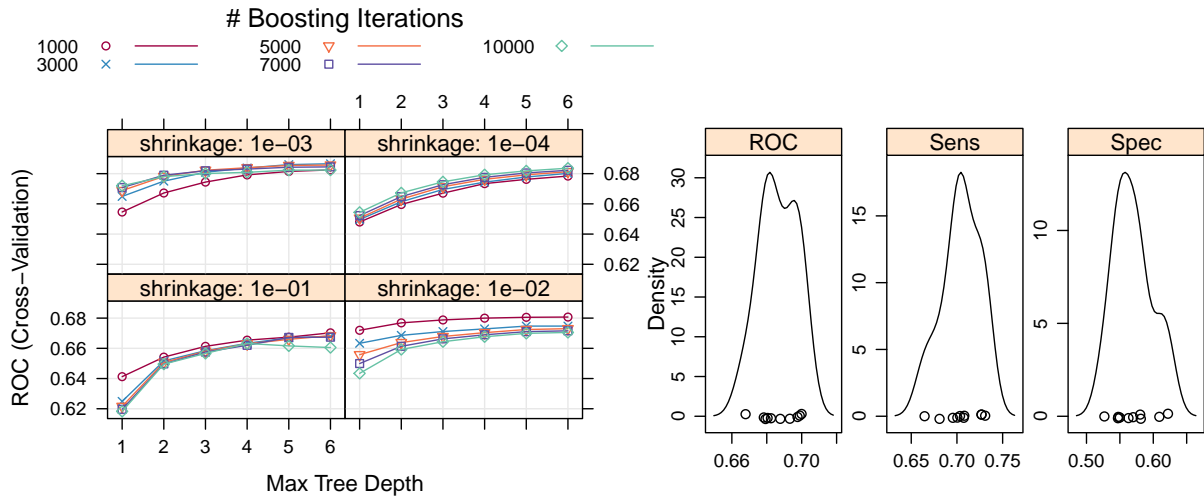 # Boosting Iterations
1000 5000 10000
3000 7000
1 2 3 4 5 6
shrinkage: 1e−03 shrinkage: 1e−04
0.68
0.66
0.64
0.62
shrinkage: 1e−01 shrinkage: 1e−02
0.68
0.66
0.64
0.62
1 2 3 4 5 6
ROC (Cross−Validation)
Max Tree Depth
ROC Sens Spec
Density
30
25
20
15
10
5
0
0.66 0.70
15
10
5
0
0.65 0.70 0.75
10
5
0
0.50 0.60